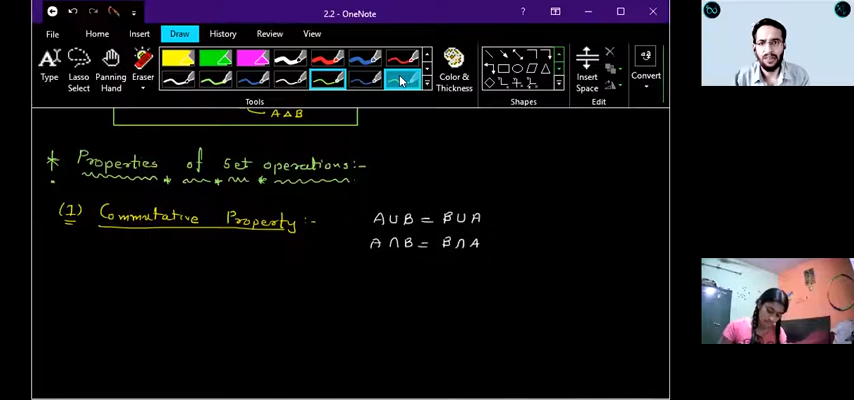 2.2 - OneNote
File Home Insert Draw History Review View
Type Lasso Select Panning Hand Eraser Color & Thickness Insert Space Convert
Tools Shapes Edit
A Δ B
* Properties of set operations:-
(1) Commutative Property :- A ∪ B = B ∪ A
A ∩ B = B ∩ A